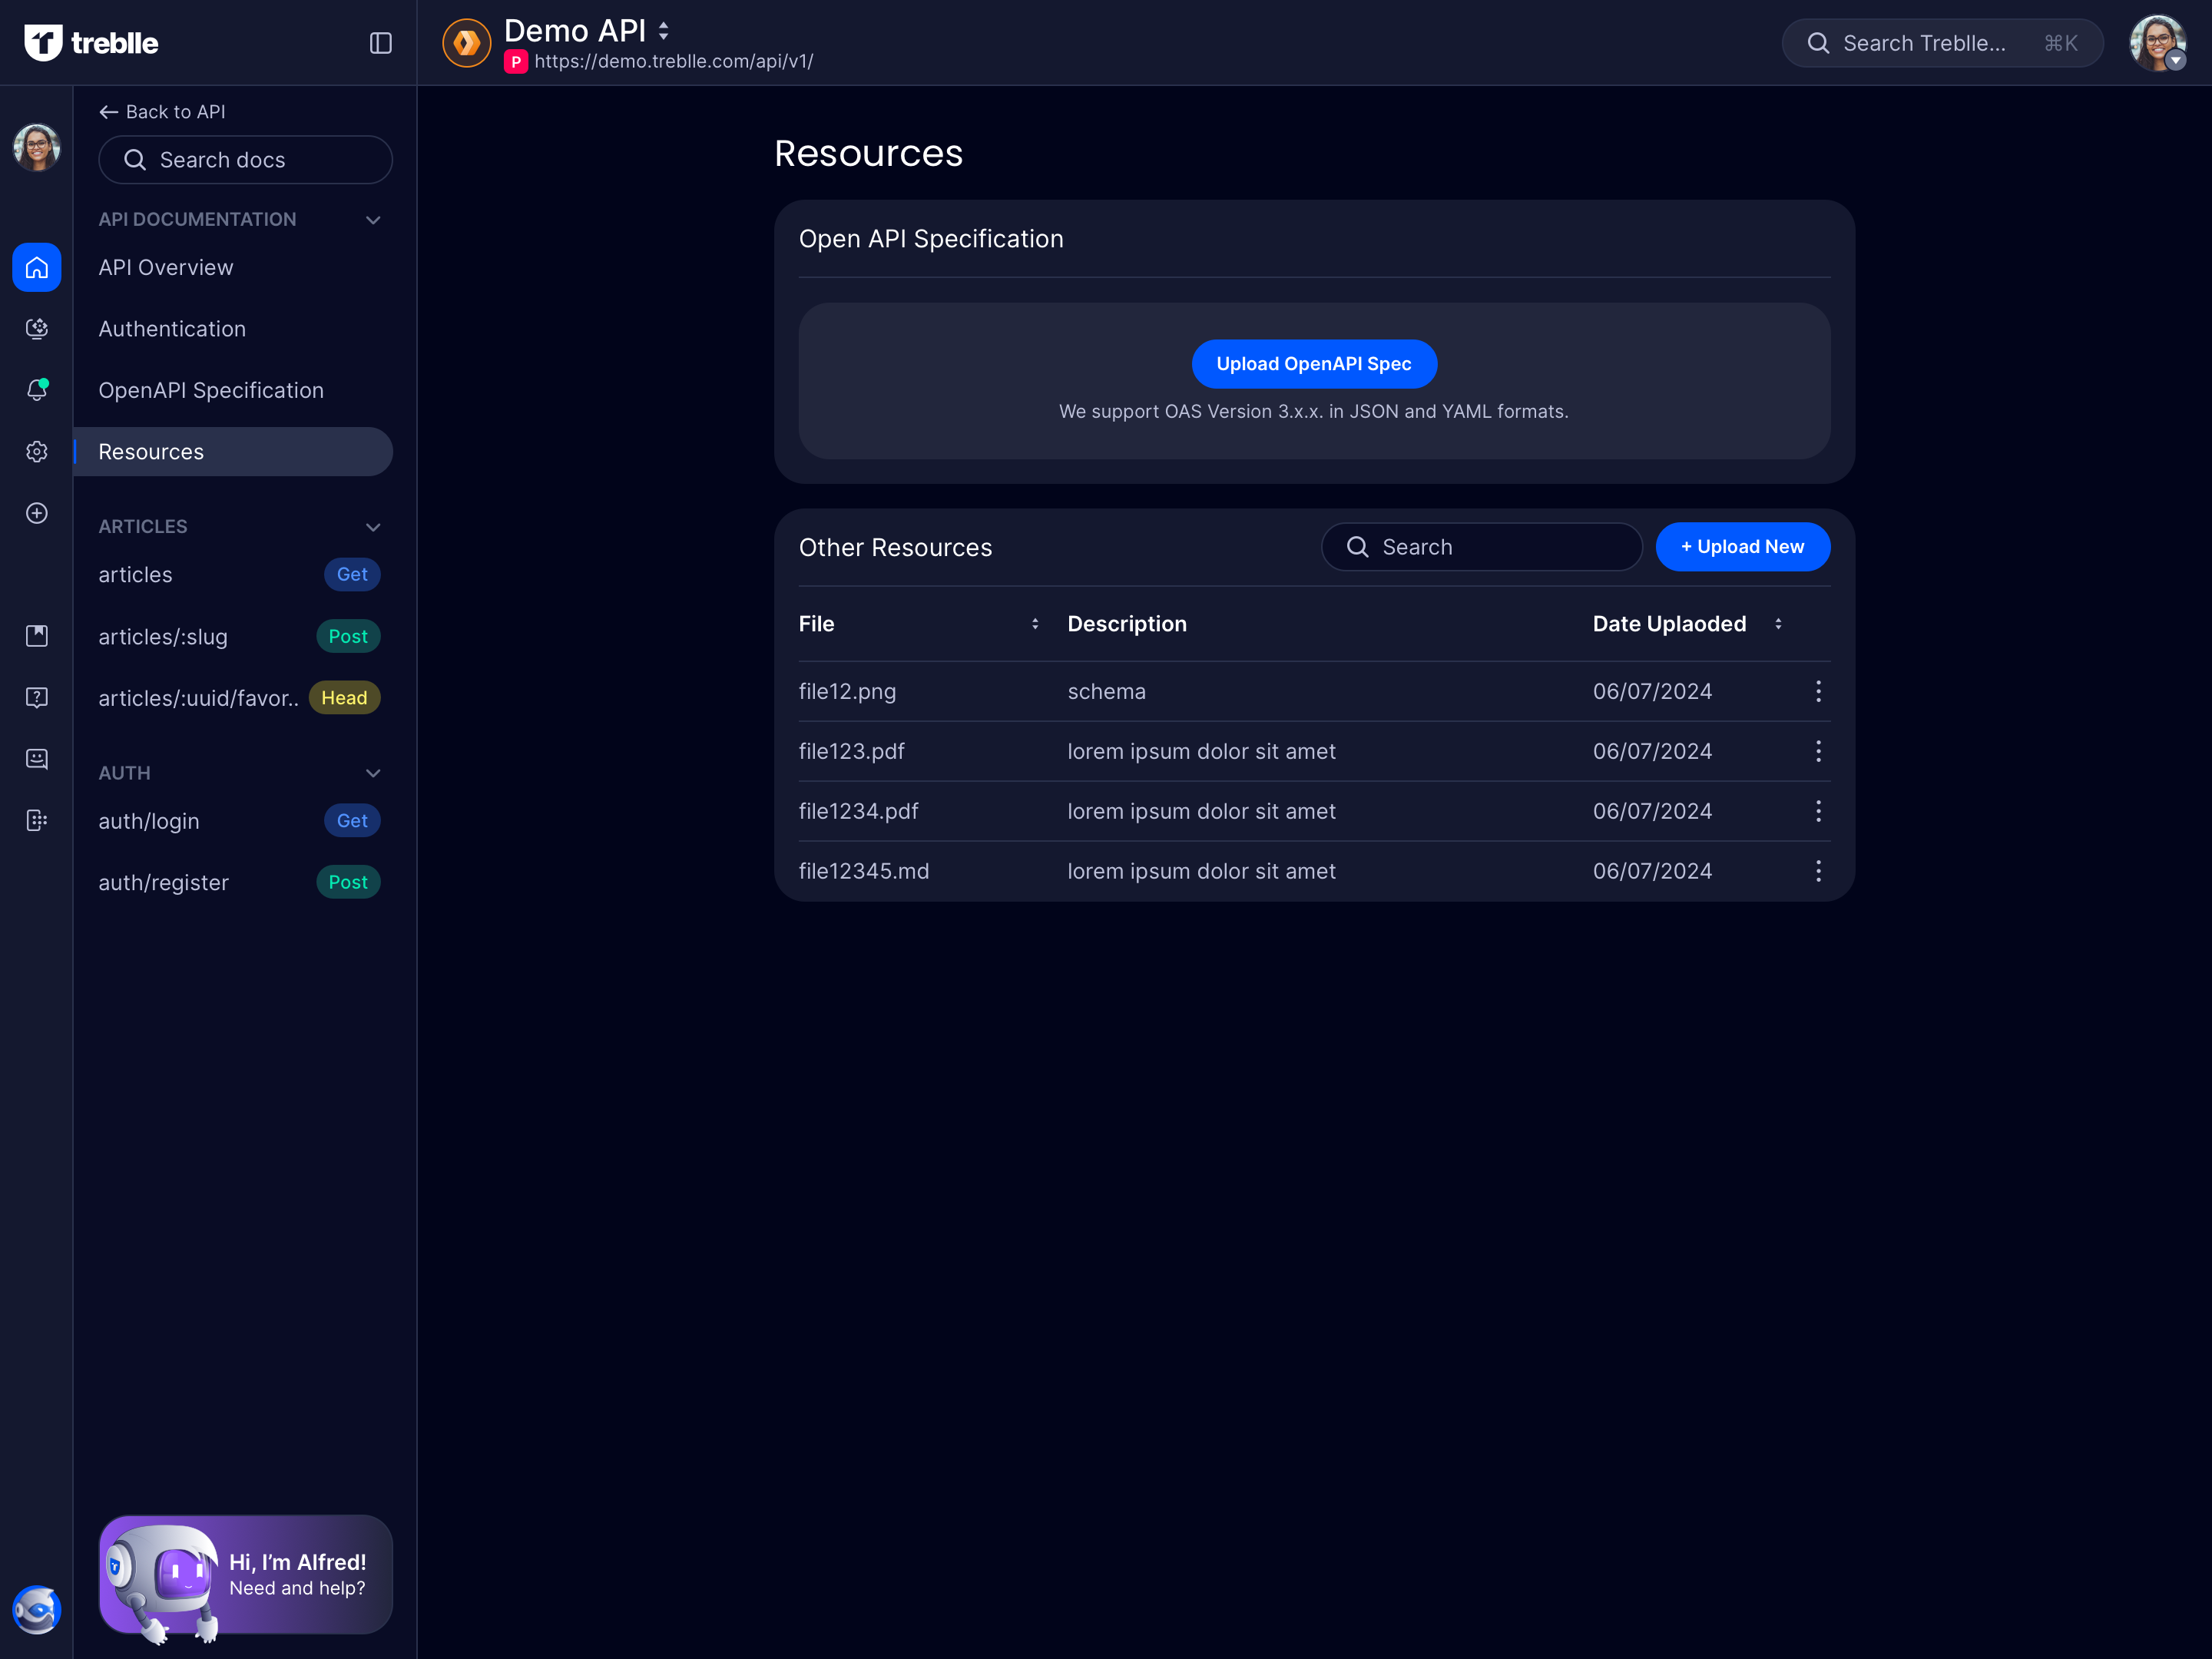 treblle
Demo API
P https://demo.treblle.com/api/v1/
Search Treblle... ⌘K
Back to API
Search docs
API DOCUMENTATION
API Overview
Authentication
OpenAPI Specification
Resources
ARTICLES
articles Get
articles/:slug Post
articles/:uuid/favor.. Head
AUTH
auth/login Get
auth/register Post
Hi, I’m Alfred!
Need and help?
Resources
Open API Specification
Upload OpenAPI Spec
We support OAS Version 3.x.x. in JSON and YAML formats.
Other Resources Search + Upload New
File Description Date Uplaoded
file12.png schema 06/07/2024
file123.pdf lorem ipsum dolor sit amet 06/07/2024
file1234.pdf lorem ipsum dolor sit amet 06/07/2024
file12345.md lorem ipsum dolor sit amet 06/07/2024